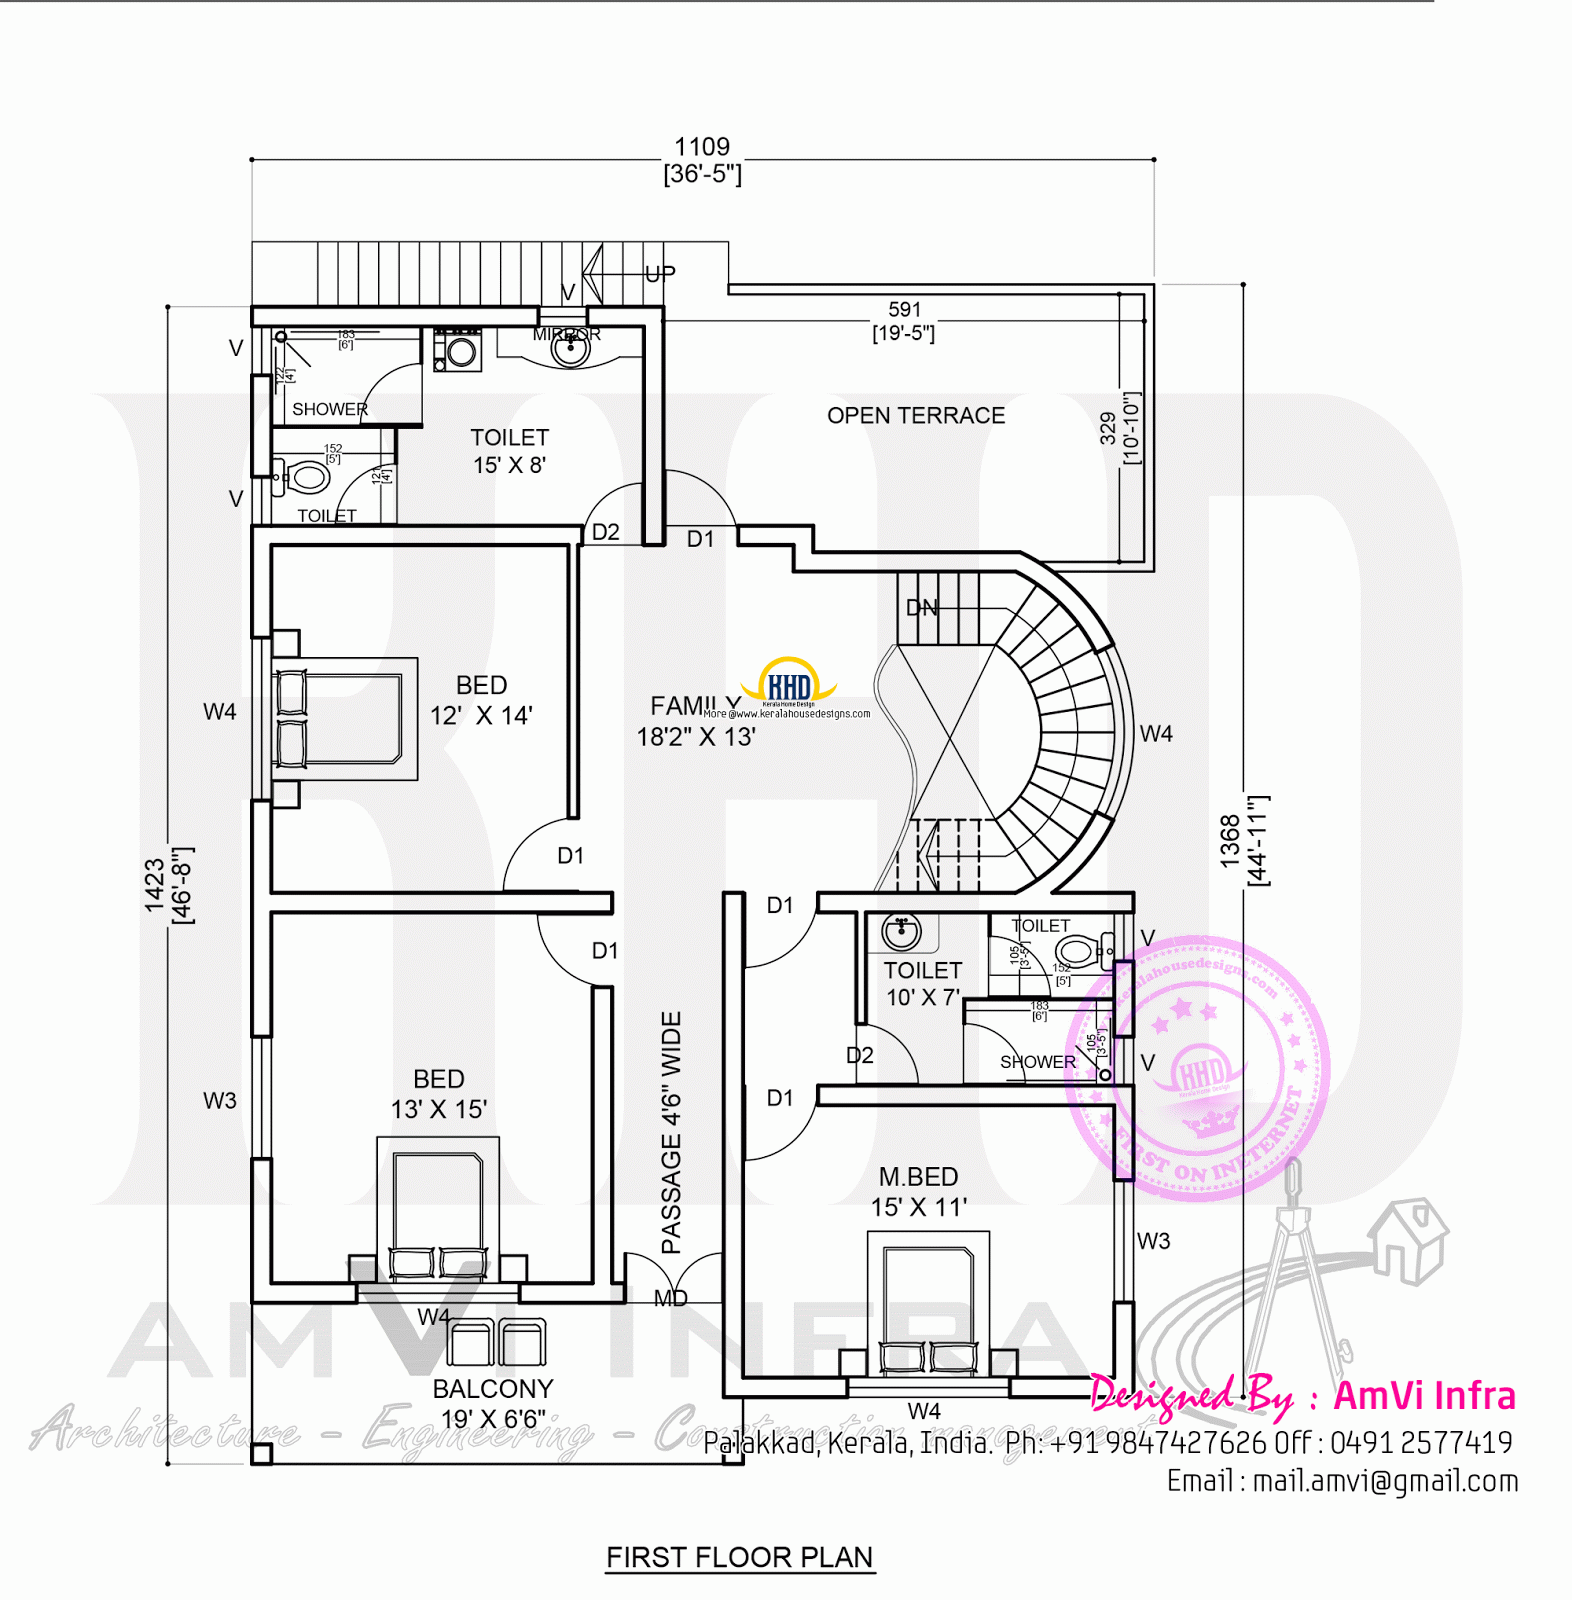 1109
[36'-5"]
UP
V
MIRROR
591
[19'-5"]
V
183
[6']
122
[4']
SHOWER
OPEN TERRACE
329
[10'-10"]
TOILET
15' X 8'
152
[5']
[4']
V
TOILET
D2
D1
DN
BED
12' X 14'
W4
FAMILY
18'2" X 13'
KHD
Kerala Home Design
More @www.keralahousedesigns.com
W4
1423
[46'-8"]
1368
[44'-11"]
D1
D1
D1
TOILET
V
105
[3'-5"]
152
[5']
TOILET
10' X 7'
183
[6']
105
[3'-5"]
SHOWER
V
D2
D1
keralahousedesigns.com
KHD
Kerala Home Design
FIRST ON INETERNET
BED
13' X 15'
W3
PASSAGE 4'6" WIDE
M.BED
15' X 11'
W3
MD
W4
BALCONY
19' X 6'6"
W4
KHD
AMVI INFRA
Architecture - Engineering - Construction management
Designed By : AmVi Infra
Palakkad, Kerala, India. Ph: +91 9847427626 Off : 0491 2577419
Email : mail.amvi@gmail.com
FIRST FLOOR PLAN